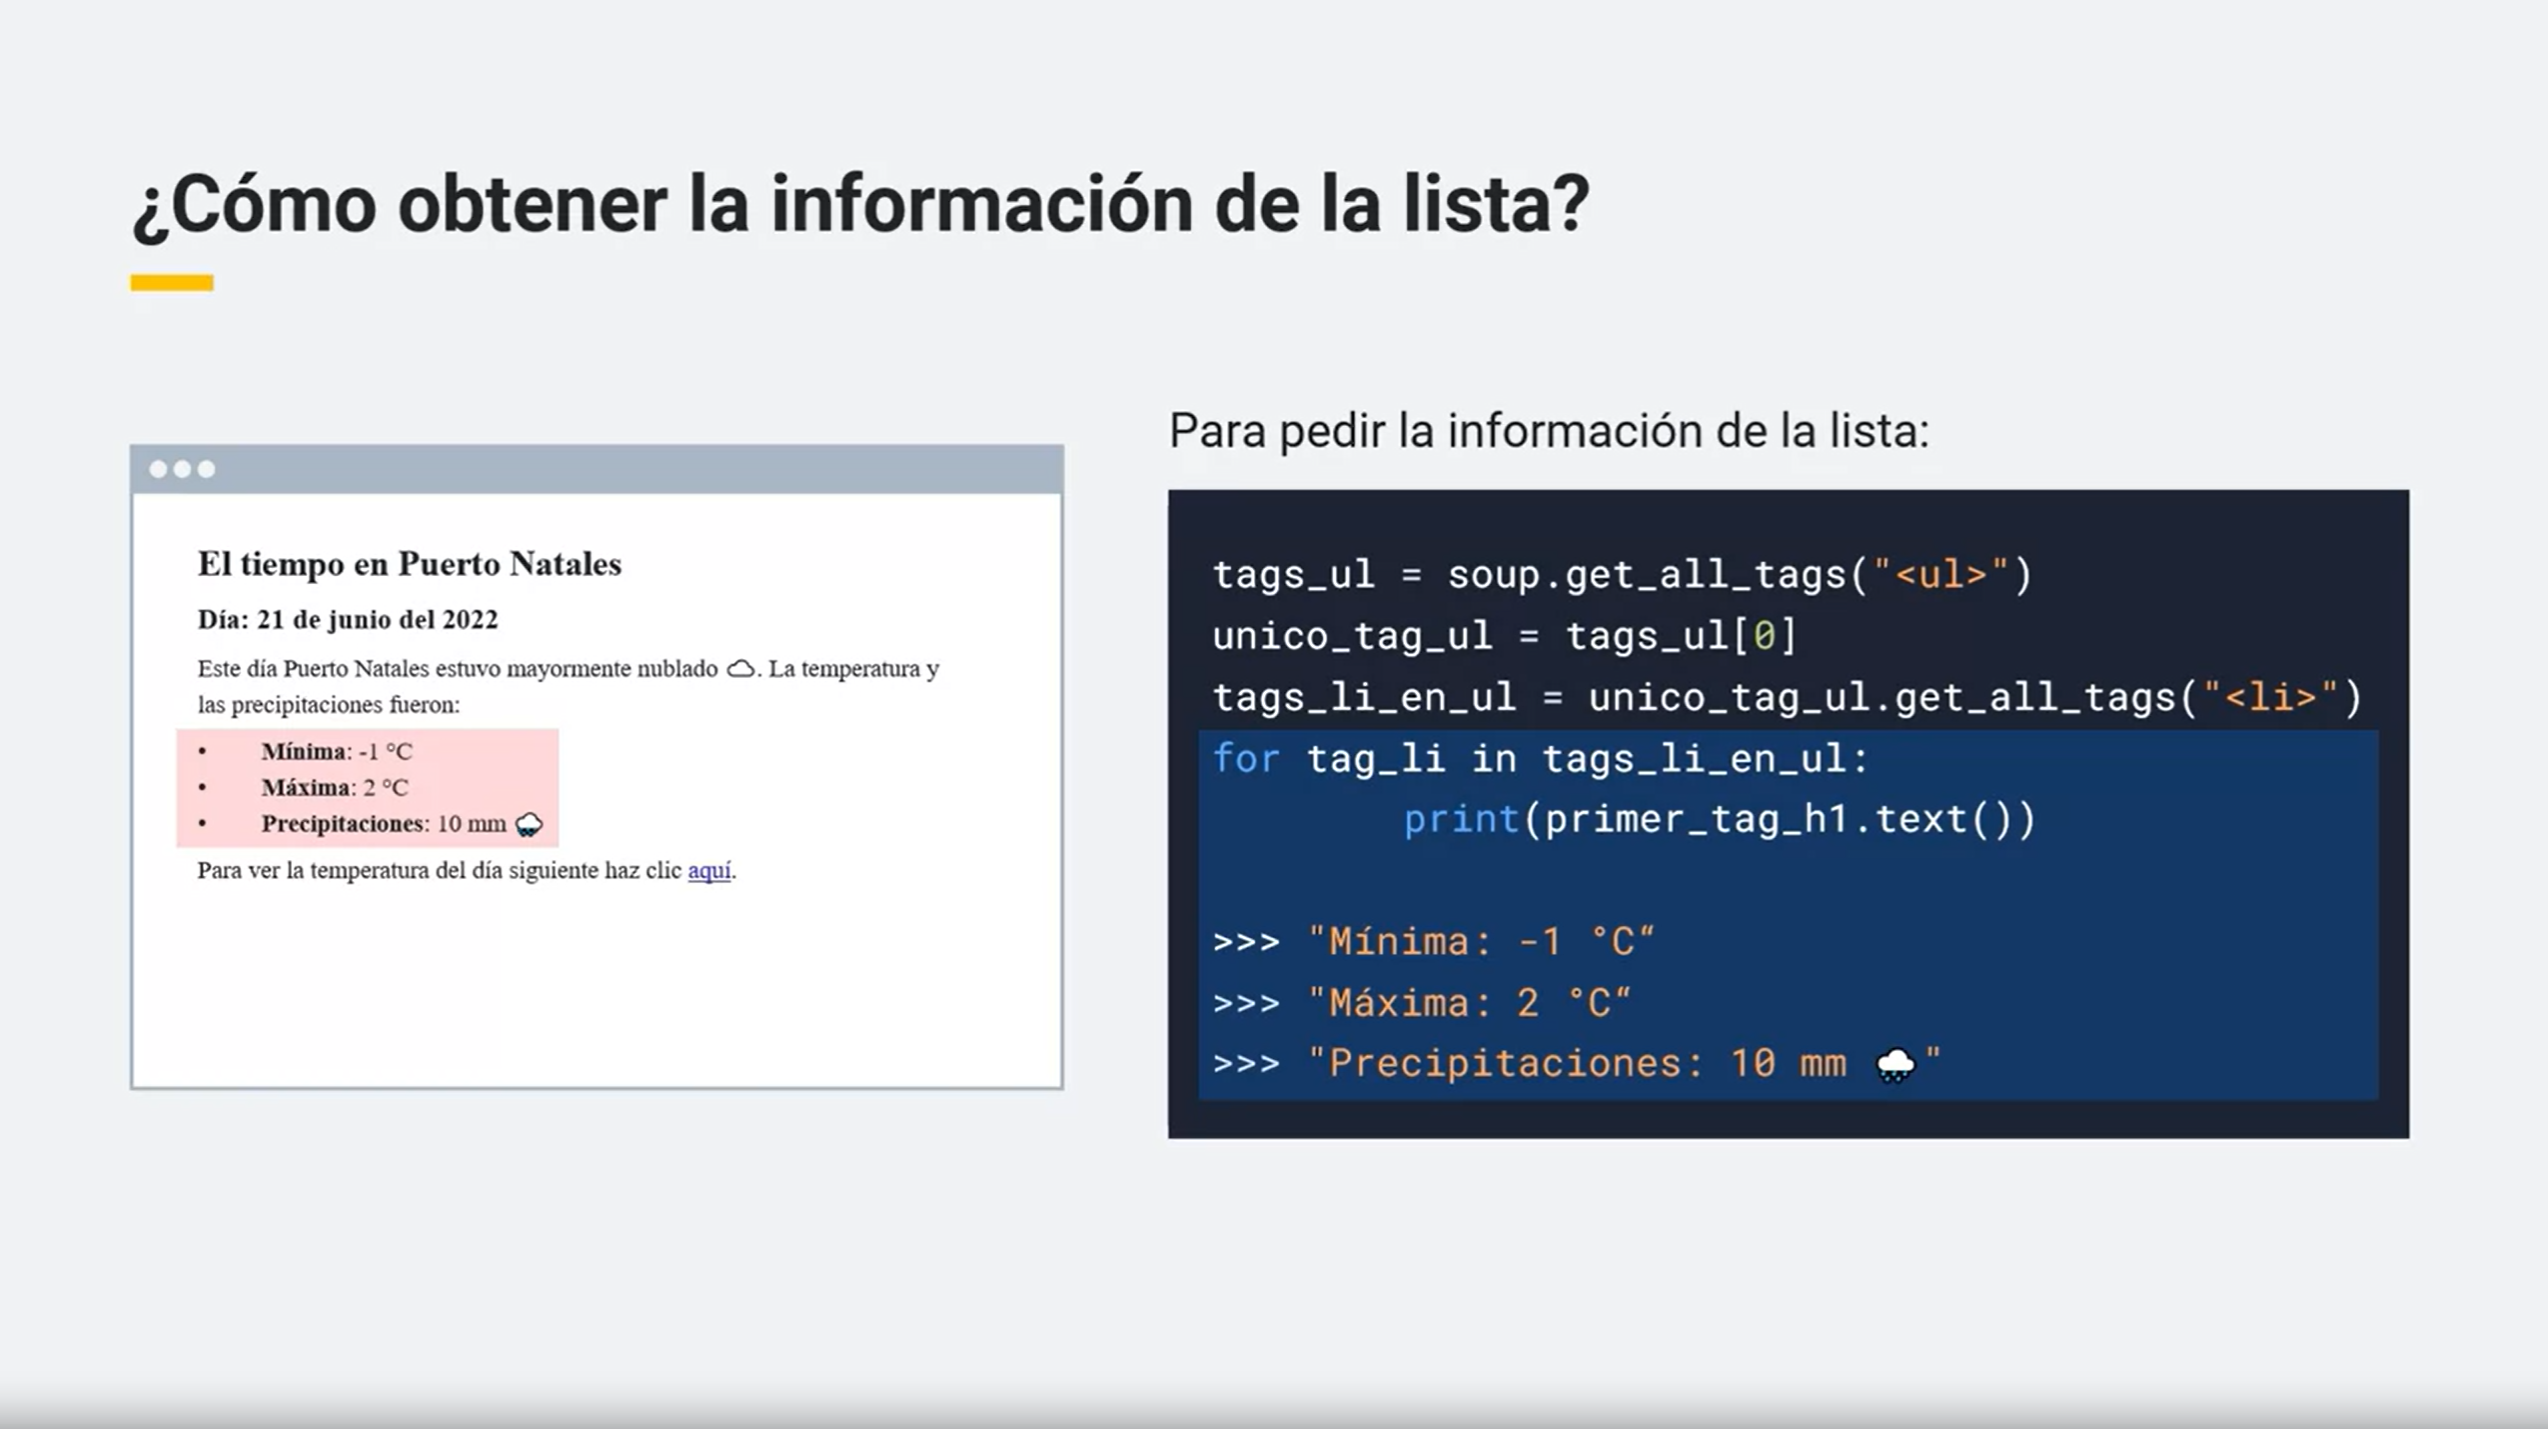 ¿Cómo obtener la información de la lista?
El tiempo en Puerto Natales
Día: 21 de junio del 2022
Este día Puerto Natales estuvo mayormente nublado ☁. La temperatura y
las precipitaciones fueron:
• Mínima: -1 °C
• Máxima: 2 °C
• Precipitaciones: 10 mm 🌧
Para ver la temperatura del día siguiente haz clic aquí.
Para pedir la información de la lista:
tags_ul = soup.get_all_tags("<ul>")
unico_tag_ul = tags_ul[0]
tags_li_en_ul = unico_tag_ul.get_all_tags("<li>")
for tag_li in tags_li_en_ul:
        print(primer_tag_h1.text())
>>> "Mínima: -1 °C“
>>> "Máxima: 2 °C“
>>> "Precipitaciones: 10 mm 🌧"